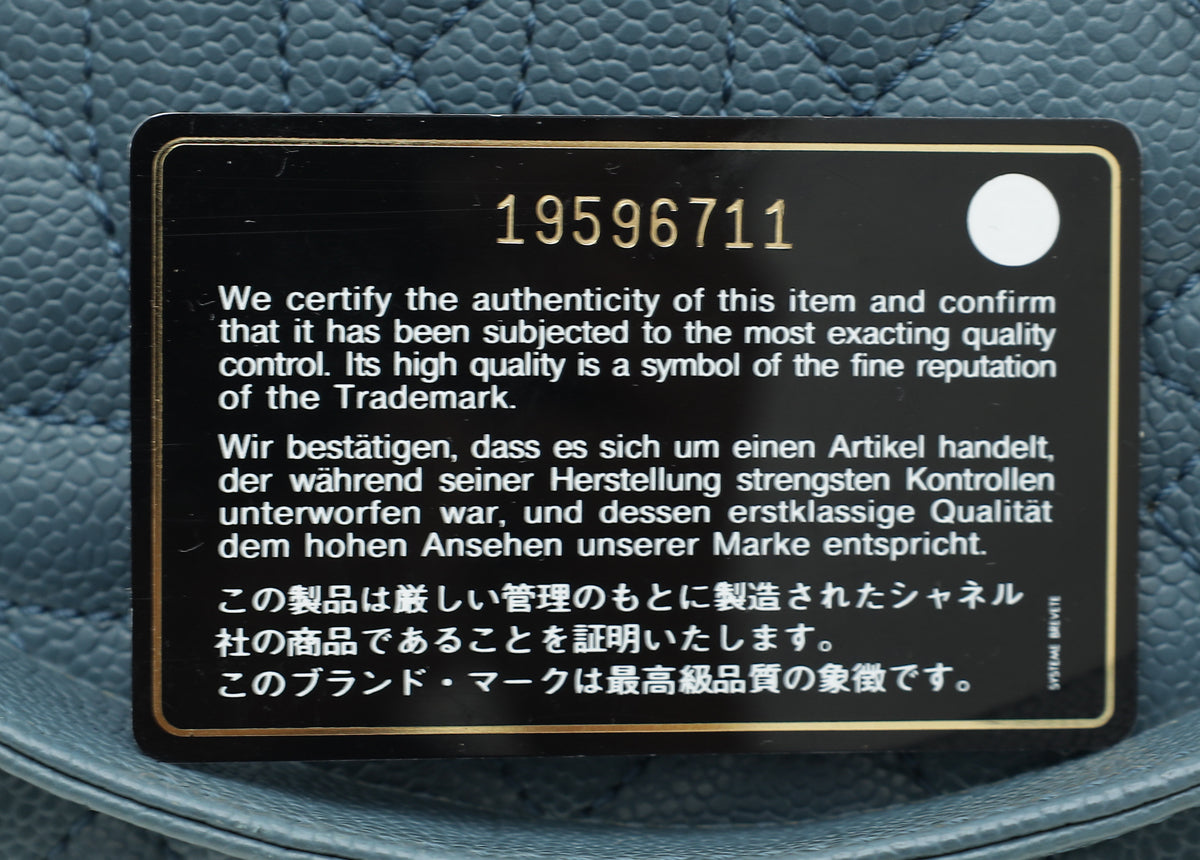 19596711
We certify the authenticity of this item and confirm
that it has been subjected to the most exacting quality
control. Its high quality is a symbol of the fine reputation
of the Trademark.
Wir bestätigen, dass es sich um einen Artikel handelt,
der während seiner Herstellung strengsten Kontrollen
unterworfen war, und dessen erstklassige Qualität
dem hohen Ansehen unserer Marke entspricht.
この製品は厳しい管理のもとに製造されたシャネル
社の商品であることを証明いたします。
このブランド・マークは最高級品質の象徴です。
SYSTEME BREVETE